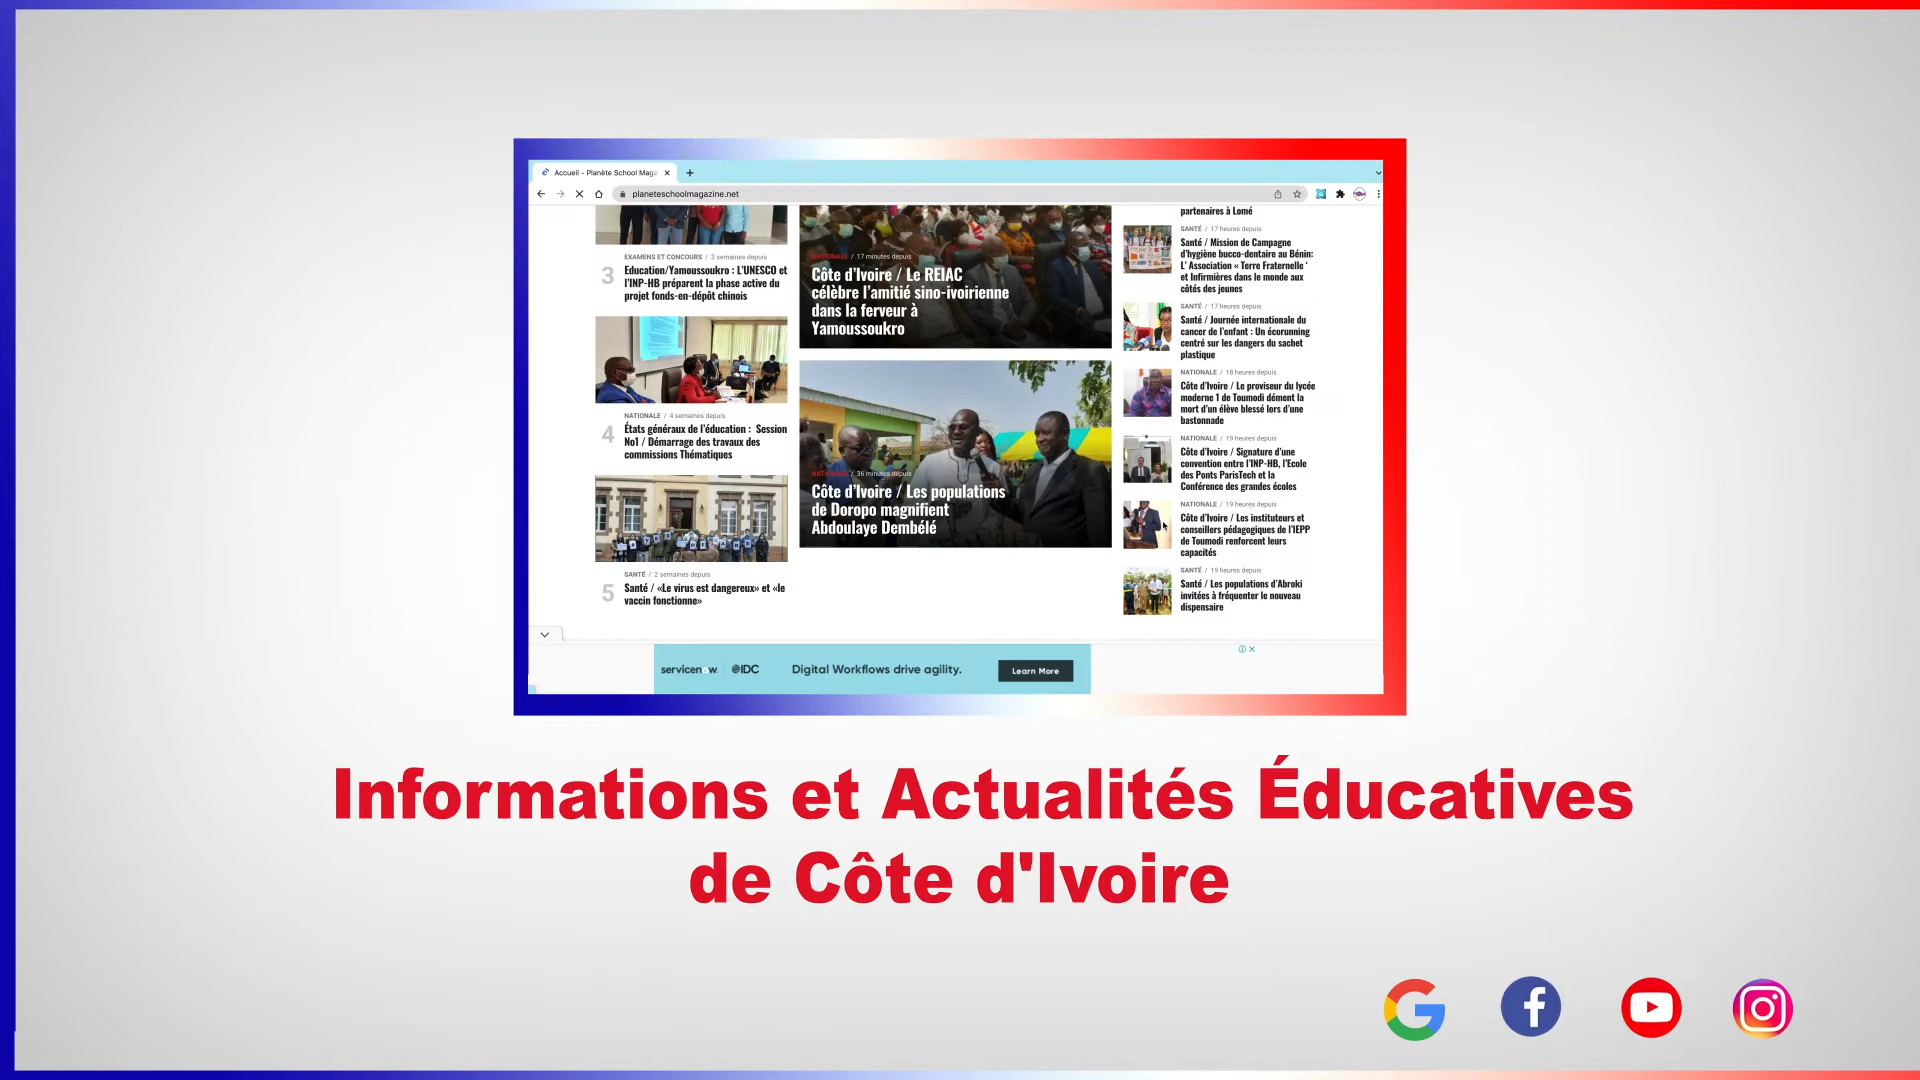 Accueil - Planète School Maga
planeteschoolmagazine.net
EXAMENS ET CONCOURS / 3 semaines depuis
3
Education/Yamoussoukro : L'UNESCO et
l'INP-HB préparent la phase active du
projet fonds-en-dépôt chinois
NATIONALE / 4 semaines depuis
4
États généraux de l'éducation : Session
No1 / Démarrage des travaux des
commissions Thématiques
SANTÉ / 2 semaines depuis
5
Santé / «Le virus est dangereux» et «le
vaccin fonctionne»
NATIONALE / 17 minutes depuis
Côte d'Ivoire / Le REIAC
célèbre l'amitié sino-ivoirienne
dans la ferveur à
Yamoussoukro
NATIONALE / 36 minutes depuis
Côte d'Ivoire / Les populations
de Doropo magnifient
Abdoulaye Dembélé
partenaires à Lomé
SANTÉ / 17 heures depuis
Santé / Mission de Campagne
d'hygiène bucco-dentaire au Bénin:
L' Association « Terre Fraternelle '
et Infirmières dans le monde aux
côtés des jeunes
SANTÉ / 17 heures depuis
Santé / Journée internationale du
cancer de l'enfant : Un écorunning
centré sur les dangers du sachet
plastique
NATIONALE / 18 heures depuis
Côte d'Ivoire / Le proviseur du lycée
moderne 1 de Toumodi dément la
mort d'un élève blessé lors d'une
bastonnade
NATIONALE / 19 heures depuis
Côte d'Ivoire / Signature d'une
convention entre l'INP-HB, l'Ecole
des Ponts ParisTech et la
Conférence des grandes écoles
NATIONALE / 19 heures depuis
Côte d'Ivoire / Les instituteurs et
conseillers pédagogiques de l'IEPP
de Toumodi renforcent leurs
capacités
SANTÉ / 19 heures depuis
Santé / Les populations d'Abroki
invitées à fréquenter le nouveau
dispensaire
servicenow | IDC Digital Workflows drive agility. Learn More
Informations et Actualités Éducatives
de Côte d'Ivoire